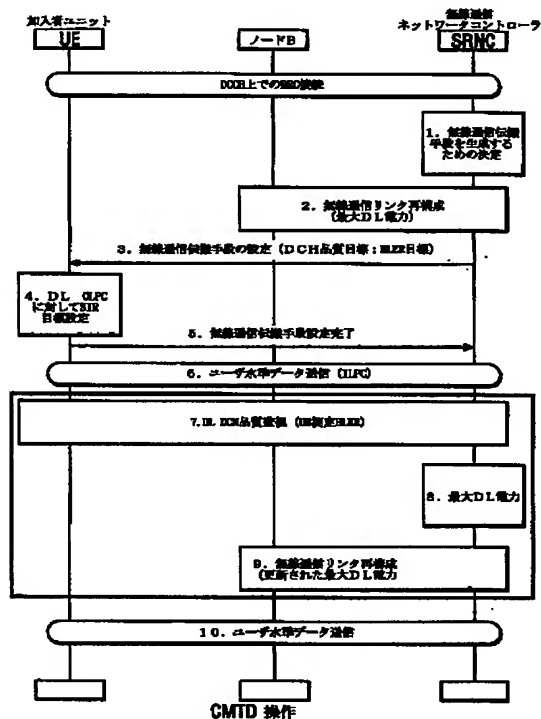 加入者ユニット
UE
ノードB
無線通信
ネットワークコントローラ
SRNC
DCCH上でのRRC接続
1. 無線通信伝搬
手段を生成する
ための決定
2. 無線通信リンク再構成
(最大DL電力)
3. 無線通信伝搬手段の設定 (DCH品質目標；BLER目標)
4. DL OLPC
に対してSIR
目標設定
5. 無線通信伝搬手段設定完了
6. ユーザ水準データ送信 (ILPC)
7. DL DCH品質監視 (UE測定BLER)
8. 最大DL電力
9. 無線通信リンク再構成
(更新された最大DL電力
10. ユーザ水準データ送信
CMTD 操作